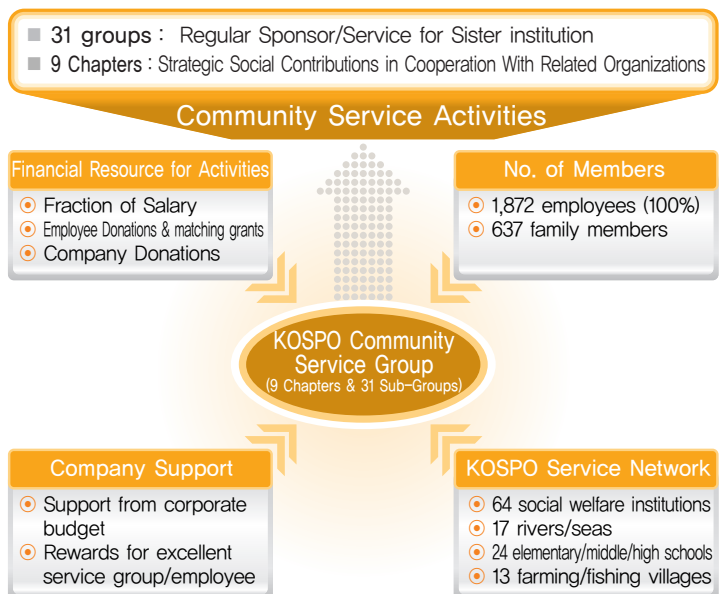 ■ 31 groups : Regular Sponsor/Service for Sister institution
■ 9 Chapters : Strategic Social Contributions in Cooperation With Related Organizations
Community Service Activities
Financial Resource for Activities
Fraction of Salary
Employee Donations & matching grants
Company Donations
No. of Members
1,872 employees (100%)
637 family members
KOSPO Community
Service Group
(9 Chapters & 31 Sub-Groups)
Company Support
Support from corporate
budget
Rewards for excellent
service group/employee
KOSPO Service Network
64 social welfare institutions
17 rivers/seas
24 elementary/middle/high schools
13 farming/fishing villages